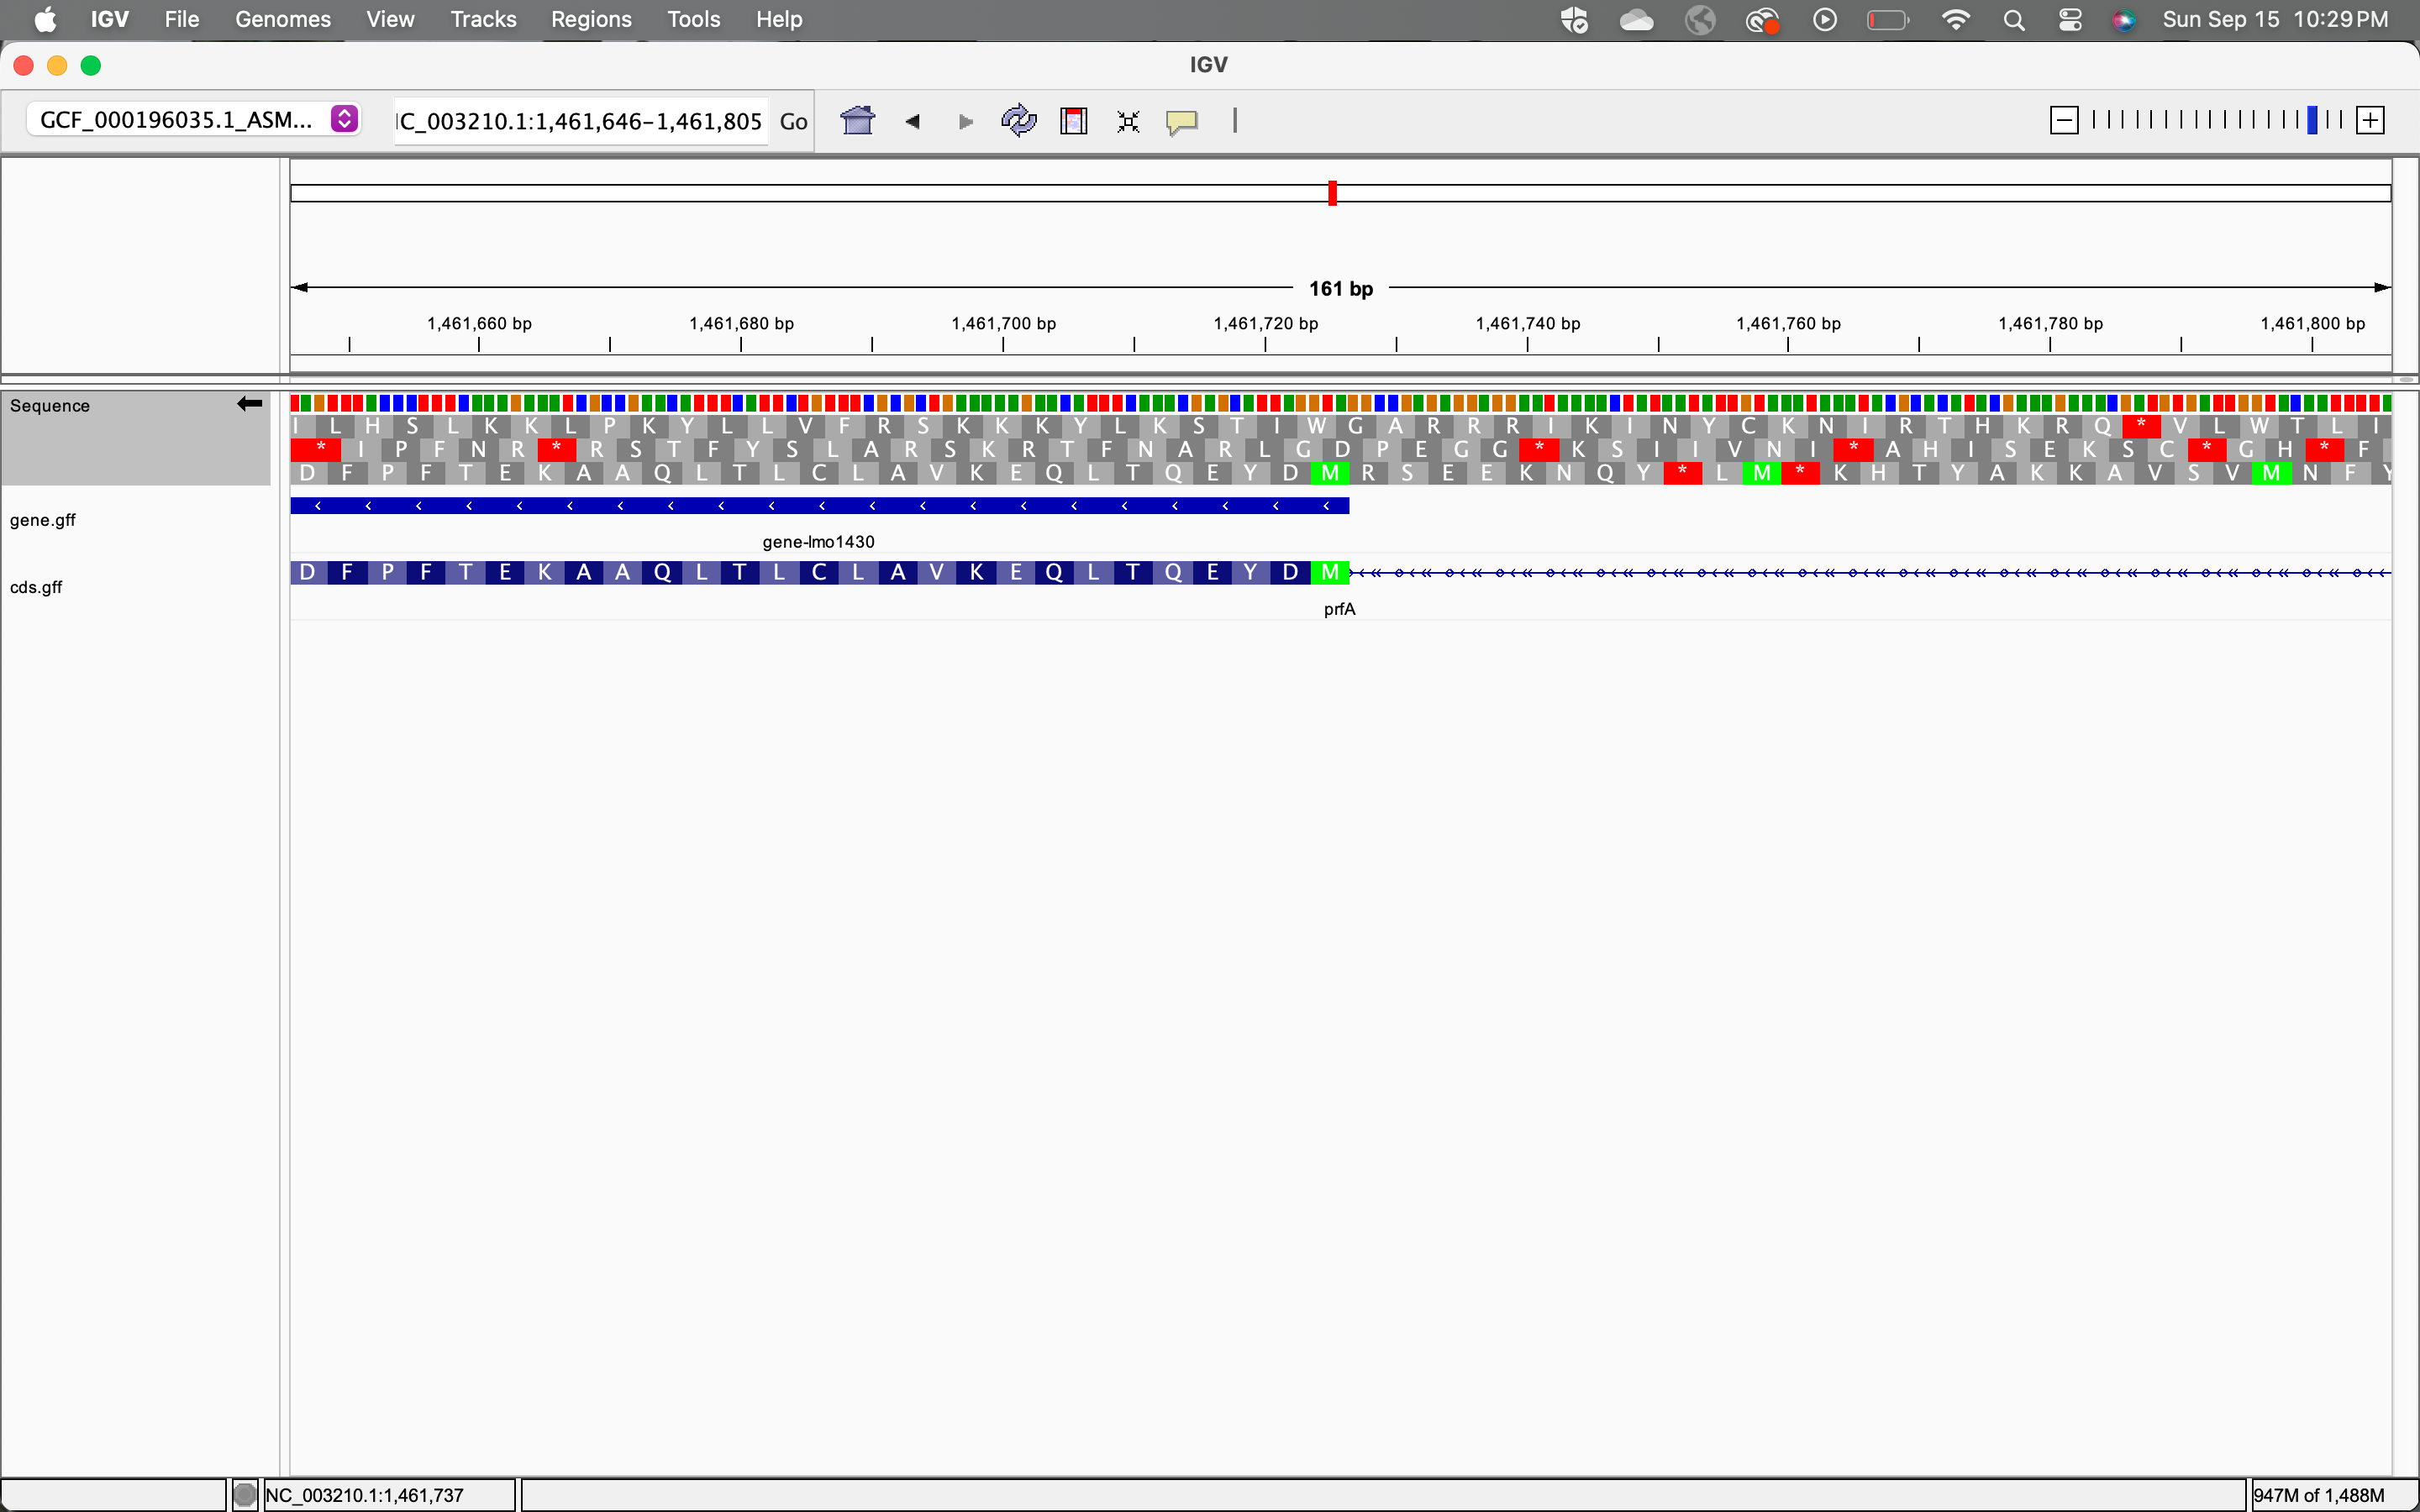 IGV File Genomes View Tracks Regions Tools Help Sun Sep 15 10:29 PM
IGV
GCF_000196035.1_ASM... C_003210.1:1,461,646-1,461,805 Go
161 bp
1,461,660 bp 1,461,680 bp 1,461,700 bp 1,461,720 bp 1,461,740 bp 1,461,760 bp 1,461,780 bp 1,461,800 bp
Sequence
I L H S L K K L P K Y L L V F R S K K K Y L K S T I W G A R R R I K I N Y C K N I R T H K R Q * V L W T L I
* I P F N R * R S T F Y S L A R S K R T F N A R L G D P E G G * K S I I V N I * A H I S E K S C * G H * F
D F P F T E K A A Q L T L C L A V K E Q L T Q E Y D M R S E E K N Q Y * L M * K H T Y A K K A V S V M N F Y
gene.gff
gene-lmo1430
D F P F T E K A A Q L T L C L A V K E Q L T Q E Y D M
cds.gff
prfA
NC_003210.1:1,461,737 947M of 1,488M